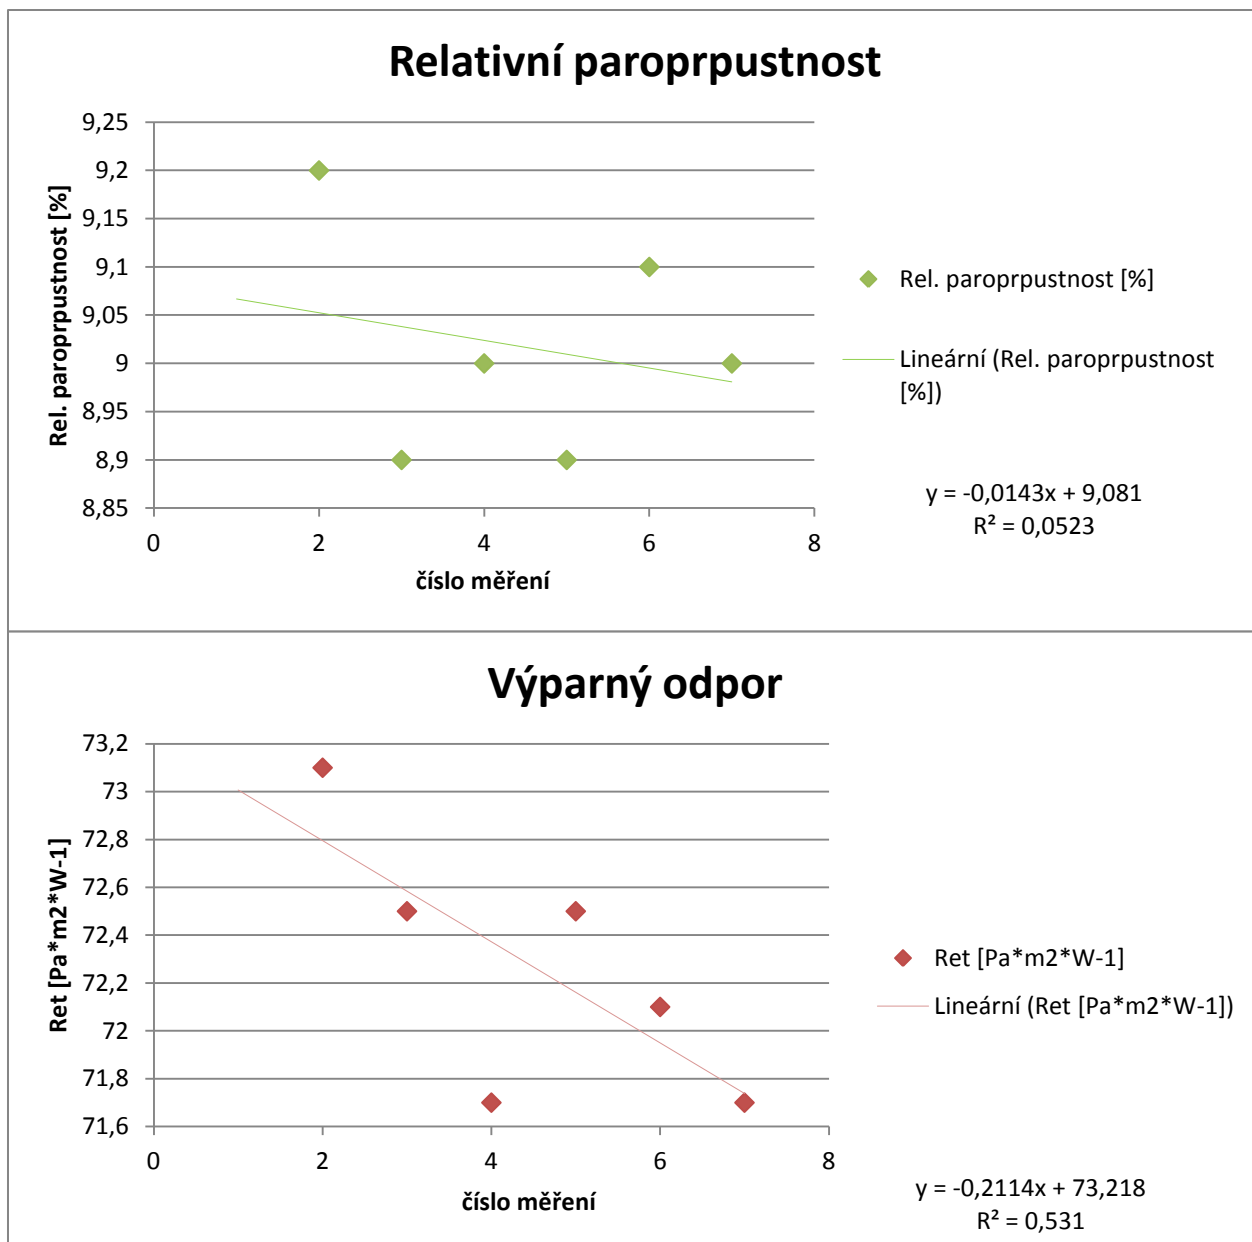 Relativní paroprpustnost
Rel. paroprpustnost [%]
9,25
9,2
9,15
9,1
9,05
9
8,95
8,9
8,85
0 2 4 6 8
číslo měření
Rel. paroprpustnost [%]
Lineární (Rel. paroprpustnost
[%])
y = -0,0143x + 9,081
R² = 0,0523
Výparný odpor
Ret [Pa*m2*W-1]
73,2
73
72,8
72,6
72,4
72,2
72
71,8
71,6
0 2 4 6 8
číslo měření
Ret [Pa*m2*W-1]
Lineární (Ret [Pa*m2*W-1])
y = -0,2114x + 73,218
R² = 0,531